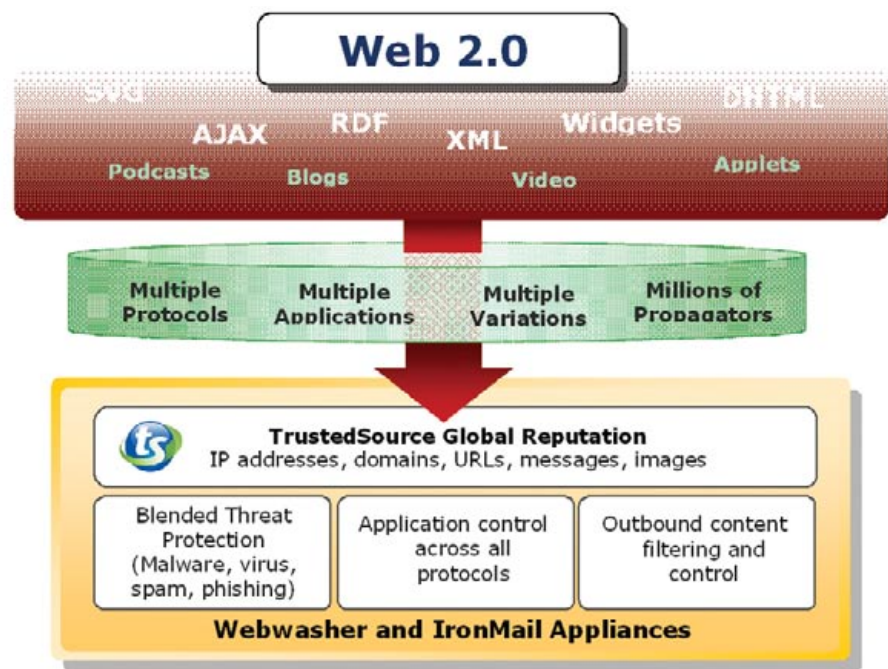 Web 2.0
SVG
DHTML
AJAX
RDF
XML
Widgets
Podcasts
Blogs
Video
Applets
Multiple
Protocols
Multiple
Applications
Multiple
Variations
Millions of
Propagators
ts
TrustedSource Global Reputation
IP addresses, domains, URLs, messages, images
Blended Threat
Protection
(Malware, virus,
spam, phishing)
Application control
across all
protocols
Outbound content
filtering and
control
Webwasher and IronMail Appliances